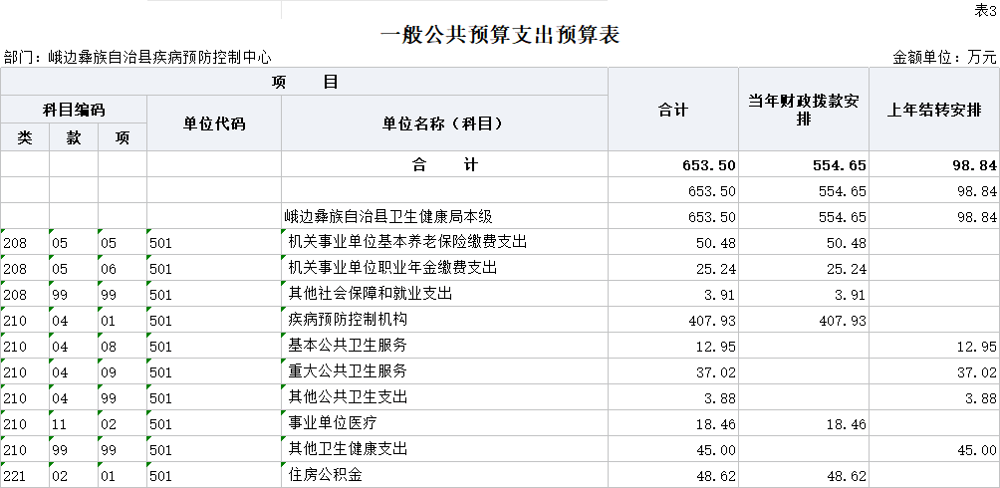 表3
一般公共预算支出预算表
部门：峨边彝族自治县疾病预防控制中心 金额单位：万元
项 目 合计 当年财政拨款安排 上年结转安排
科目编码 单位代码 单位名称（科目）
类 款 项
合 计 653.50 554.65 98.84
653.50 554.65 98.84
峨边彝族自治县卫生健康局本级 653.50 554.65 98.84
208 05 05 501 机关事业单位基本养老保险缴费支出 50.48 50.48
208 05 06 501 机关事业单位职业年金缴费支出 25.24 25.24
208 99 99 501 其他社会保障和就业支出 3.91 3.91
210 04 01 501 疾病预防控制机构 407.93 407.93
210 04 08 501 基本公共卫生服务 12.95 12.95
210 04 09 501 重大公共卫生服务 37.02 37.02
210 04 99 501 其他公共卫生支出 3.88 3.88
210 11 02 501 事业单位医疗 18.46 18.46
210 99 99 501 其他卫生健康支出 45.00 45.00
221 02 01 501 住房公积金 48.62 48.62